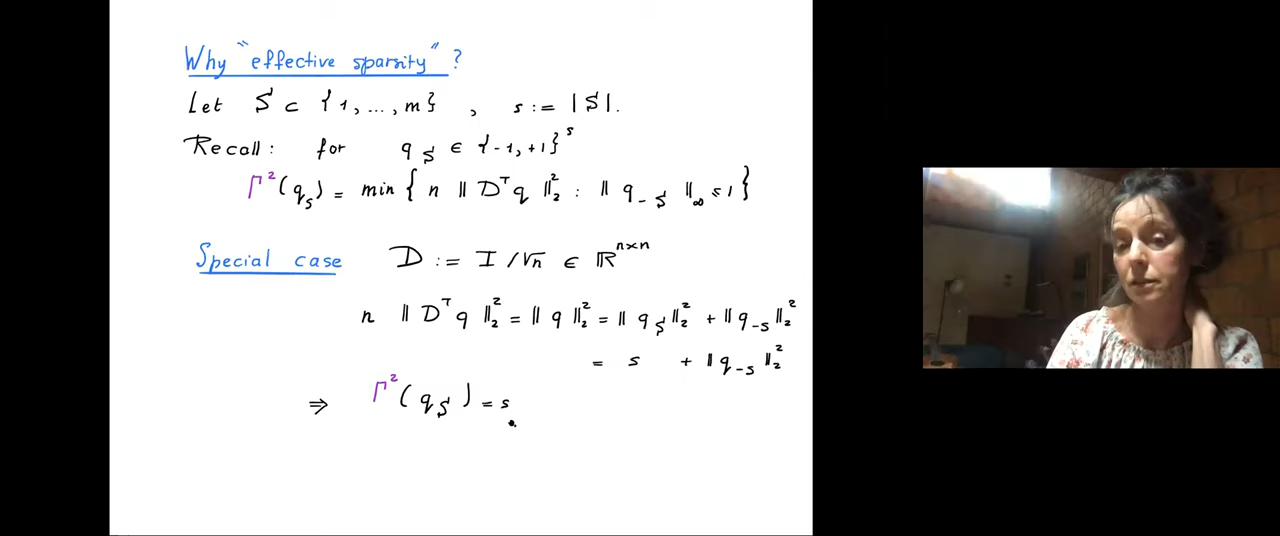 Why "effective sparsity"?
Let S ⊂ {1, ..., m} , s := |S|.
Recall: for q_S ∈ {-1, +1}^s
Γ²(q_S) = min { n ‖ D^T q ‖₂² : ‖ q_{-S} ‖_∞ ≤ 1 }
Special case D := I /√n ∈ ℝ^{n×n}
n ‖ D^T q ‖₂² = ‖ q ‖₂² = ‖ q_S ‖₂² + ‖ q_{-S} ‖₂²
= s + ‖ q_{-S} ‖₂²
⇒ Γ²( q_S ) = s.